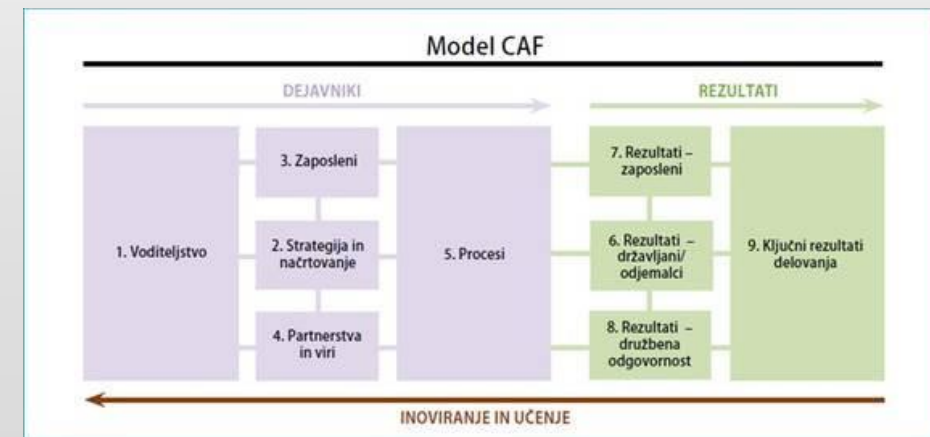 Model CAF
DEJAVNIKI
REZULTATI
1. Voditeljstvo
3. Zaposleni
2. Strategija in
načrtovanje
4. Partnerstva
in viri
5. Procesi
7. Rezultati –
zaposleni
6. Rezultati –
državljani/
odjemalci
8. Rezultati –
družbena
odgovornost
9. Ključni rezultati
delovanja
INOVIRANJE IN UČENJE